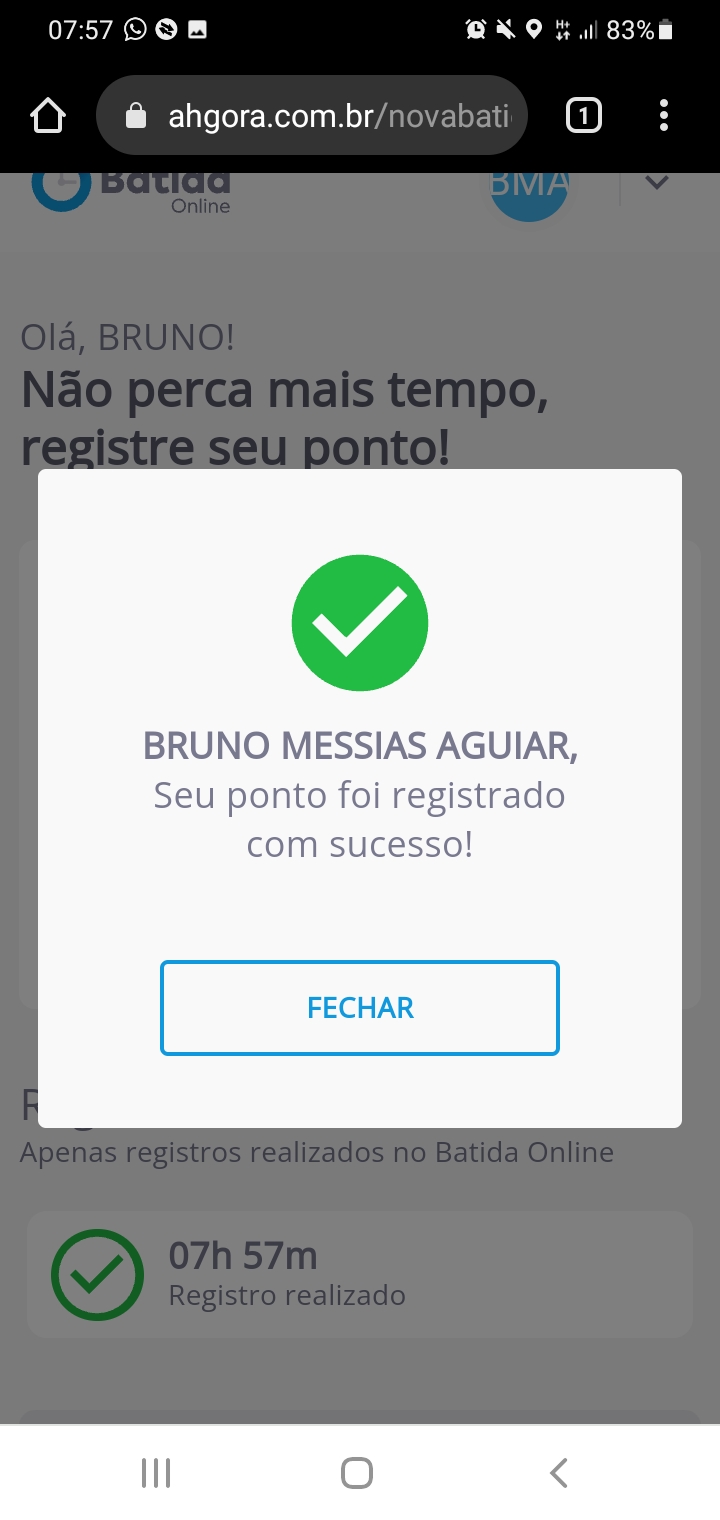 07:57 83%
ahgora.com.br/novabati
1
Batida
Online
BMA
Olá, BRUNO!
Não perca mais tempo,
registre seu ponto!
BRUNO MESSIAS AGUIAR,
Seu ponto foi registrado
com sucesso!
FECHAR
Apenas registros realizados no Batida Online
07h 57m
Registro realizado